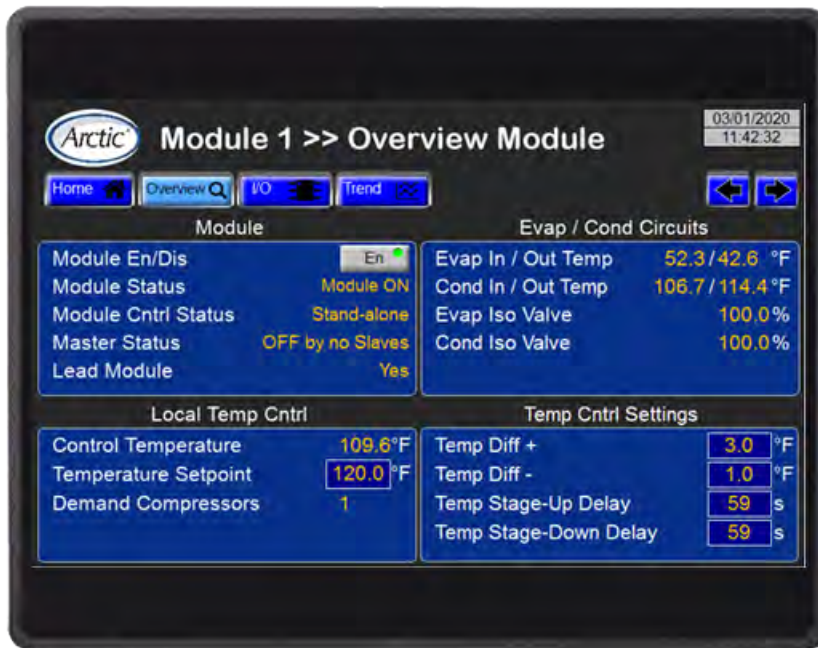 Arctic
Module 1 >> Overview Module
03/01/2020
11:42:32
Home
Overview
I/O
Trend
Module
Module En/Dis En
Module Status Module ON
Module Cntrl Status Stand-alone
Master Status OFF by no Slaves
Lead Module Yes
Evap / Cond Circuits
Evap In / Out Temp 52.3/42.6 °F
Cond In / Out Temp 106.7/114.4°F
Evap Iso Valve 100.0%
Cond Iso Valve 100.0%
Local Temp Cntrl
Control Temperature 109.6°F
Temperature Setpoint 120.0 °F
Demand Compressors 1
Temp Cntrl Settings
Temp Diff + 3.0 °F
Temp Diff - 1.0 °F
Temp Stage-Up Delay 59 s
Temp Stage-Down Delay 59 s